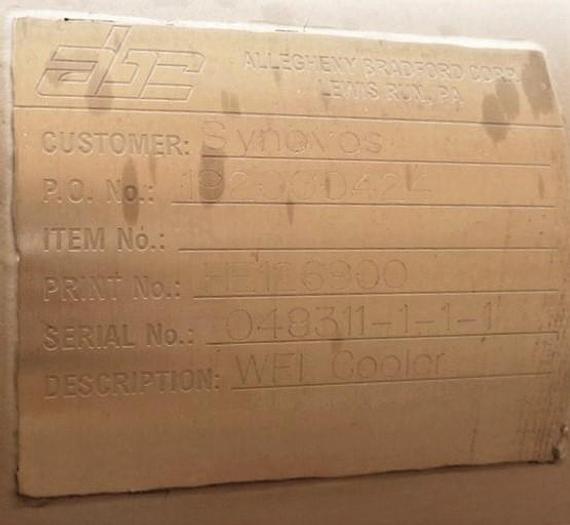 abc
ALLEGHENY BRADFORD CORP.
LEWIS RUN, PA
CUSTOMER: Synovos
P.O. No.:
ITEM No.:
PRINT No.:
SERIAL No.: 048311-1-1-1
DESCRIPTION: WFI Cooler